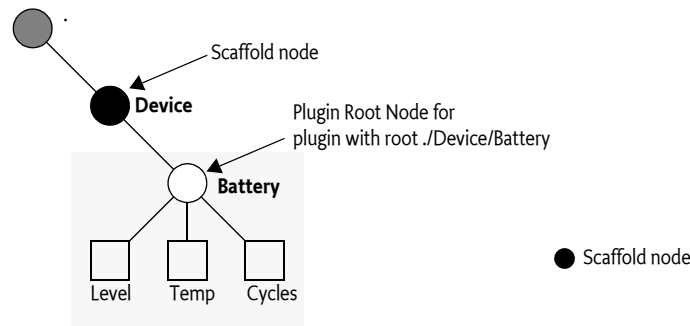 .
Scaffold node
Device
Plugin Root Node for
plugin with root ./Device/Battery
Battery
Scaffold node
Level Temp Cycles